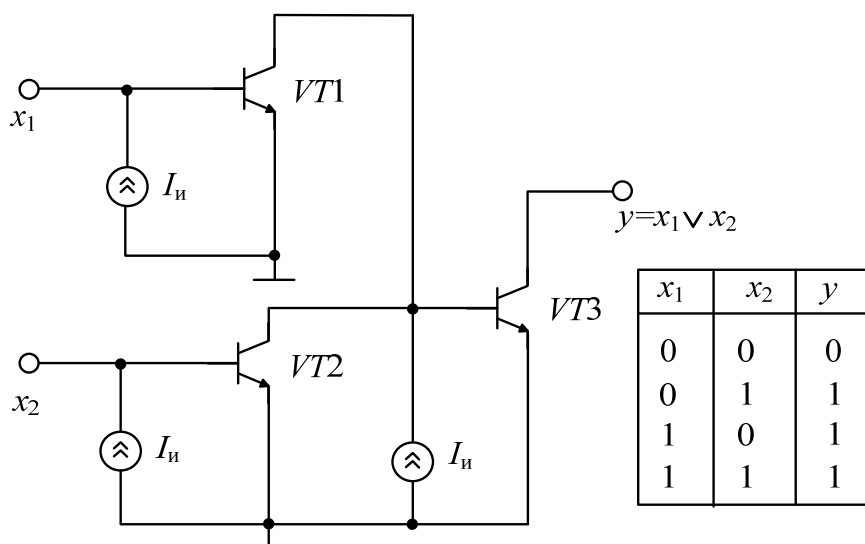 VT1
x₁
Iи
y=x₁∨x₂
x₁ x₂ y
VT3
0 0 0
VT2
0 1 1
x₂
1 0 1
Iи
Iи
1 1 1